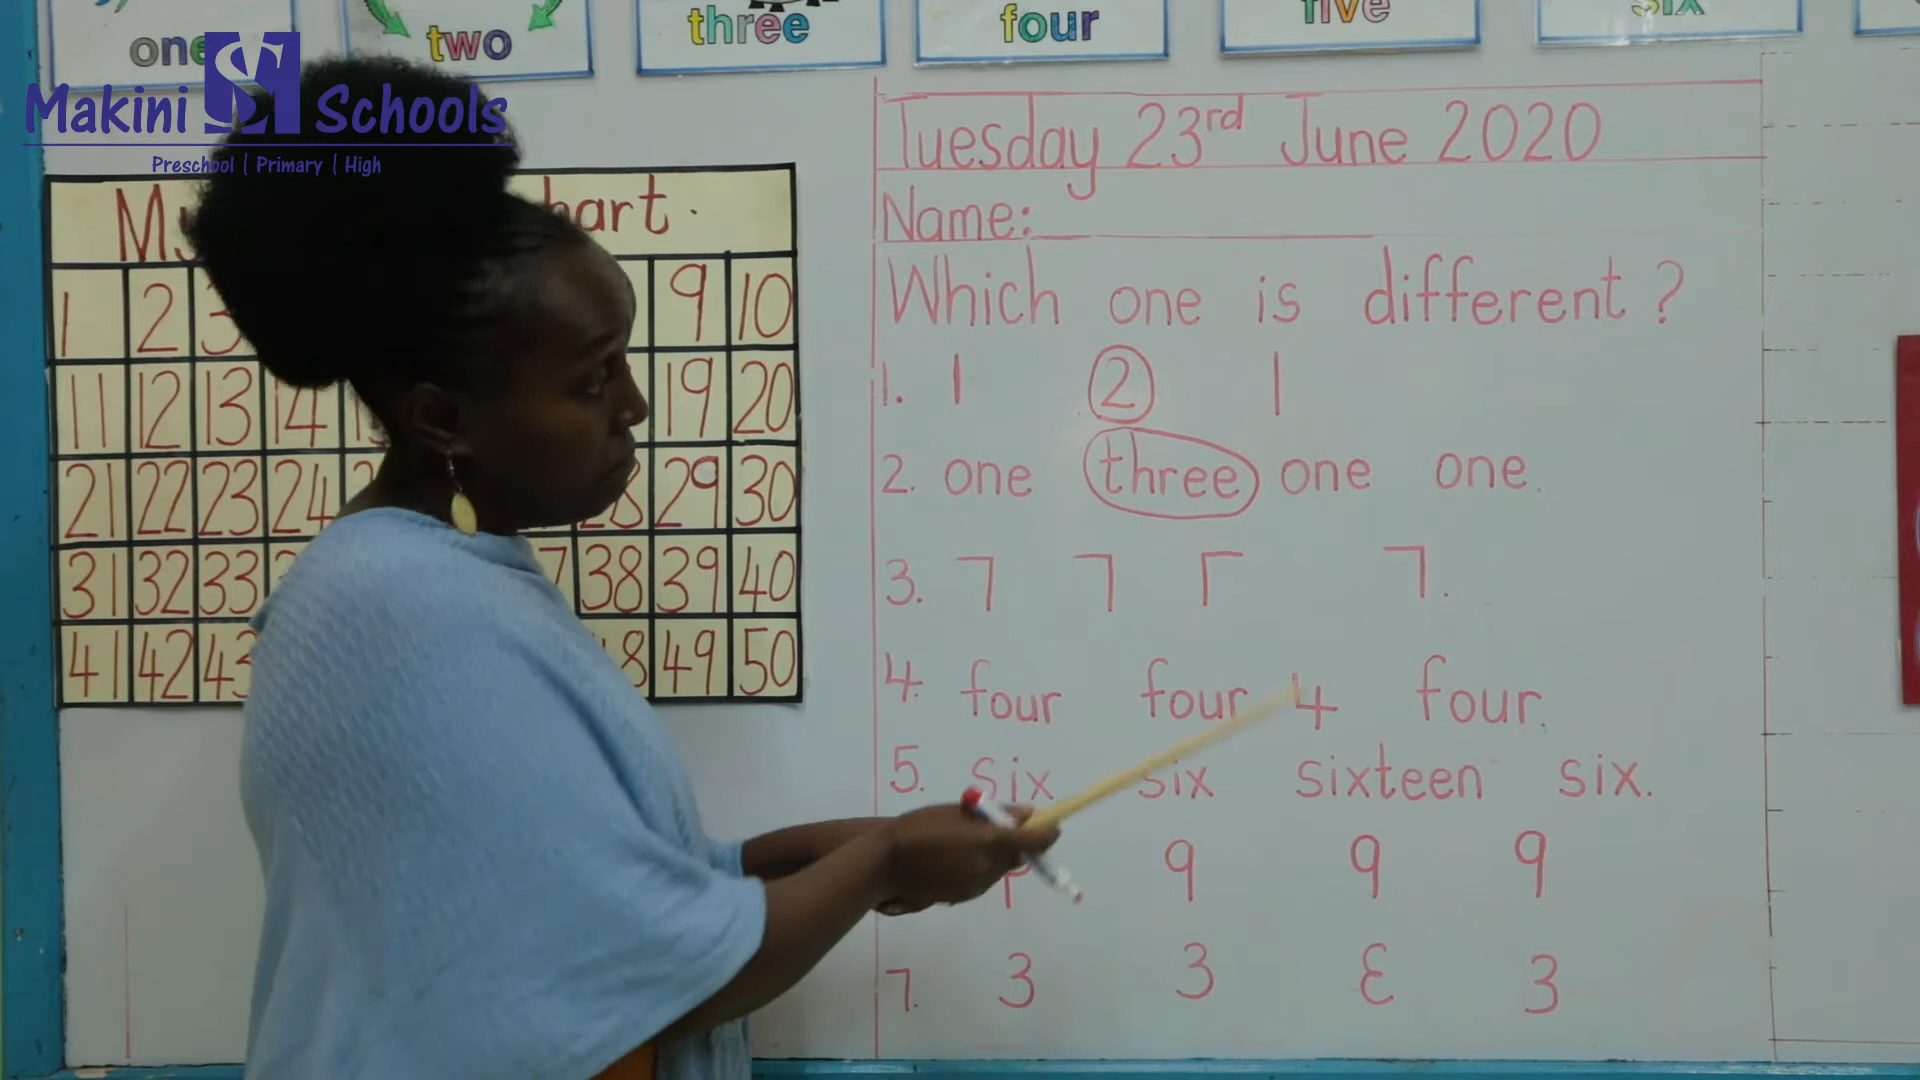 one two three four five six
Makini Schools
Preschool | Primary | High
hart.
1 2 3 9 10
11 12 13 14 19 20
21 22 23 24 28 29 30
31 32 33 38 39 40
41 42 43 48 49 50
Tuesday 23rd June 2020
Name:
Which one is different?
1. 1 2 1
2. one three one one.
3. 7 7 7.
4. four four 4 four.
5. six six sixteen six.
9 9 9
7. 3 3 Ɛ 3